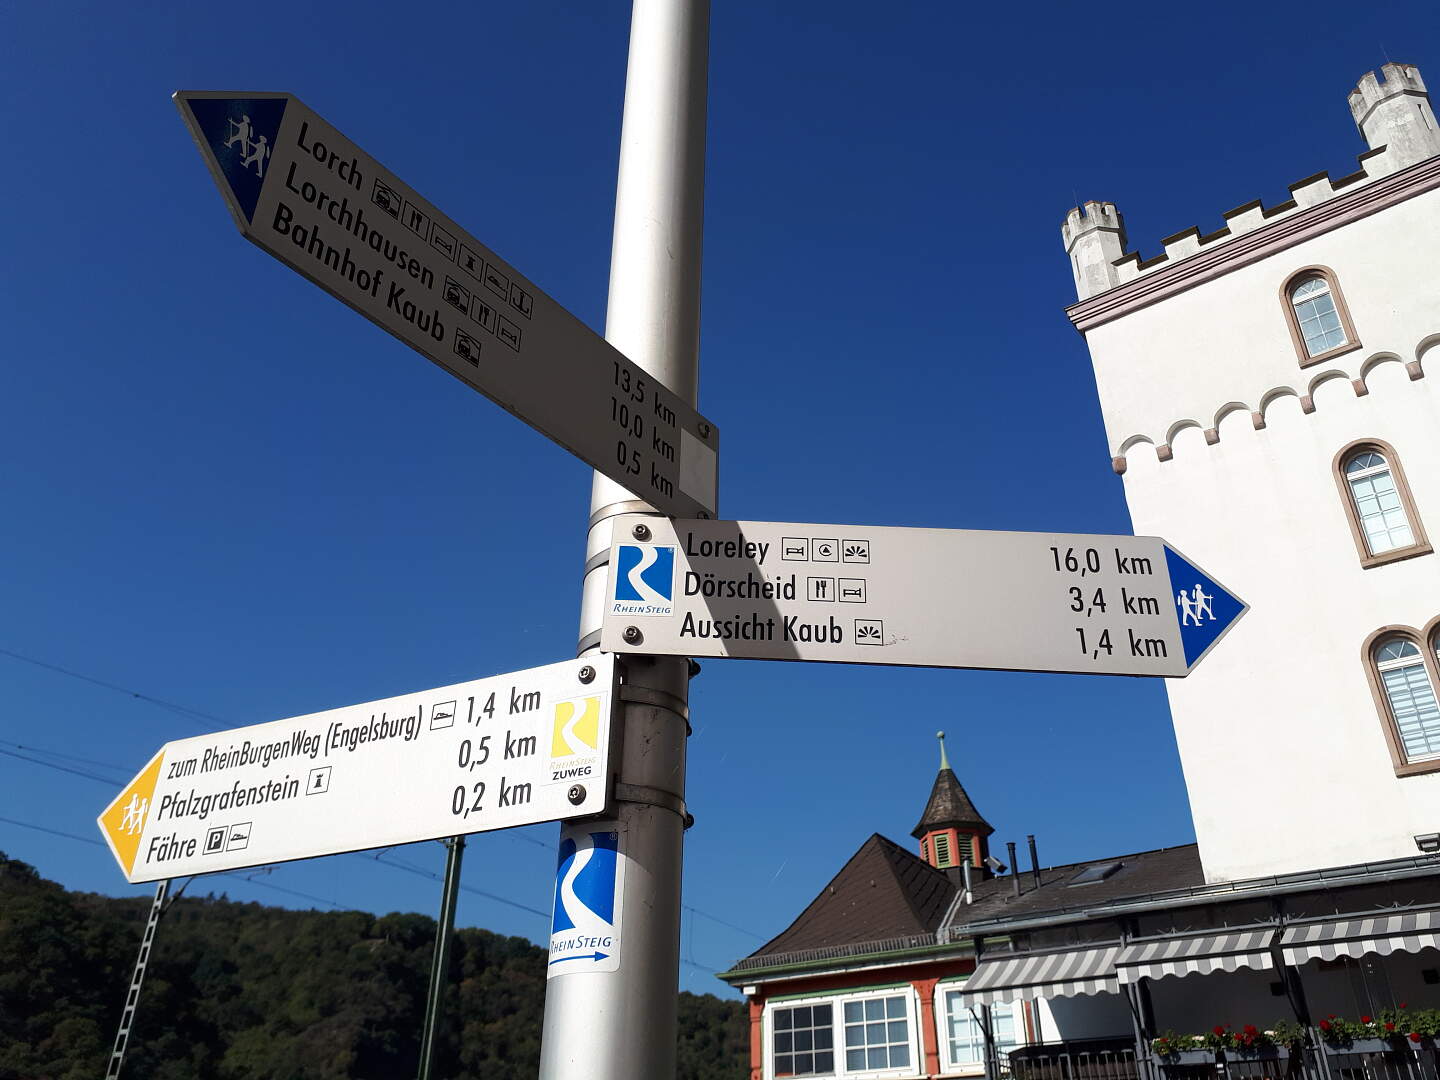 Lorch 13,5 km
Lorchhausen 10,0 km
Bahnhof Kaub 0,5 km
Loreley 16,0 km
Dörscheid 3,4 km
Aussicht Kaub 1,4 km
RHEINSTEIG
zum RheinBurgenWeg (Engelsburg) 1,4 km
Pfalzgrafenstein 0,5 km
Fähre P 0,2 km
RHEINSTEIG
ZUWEG
RHEINSTEIG